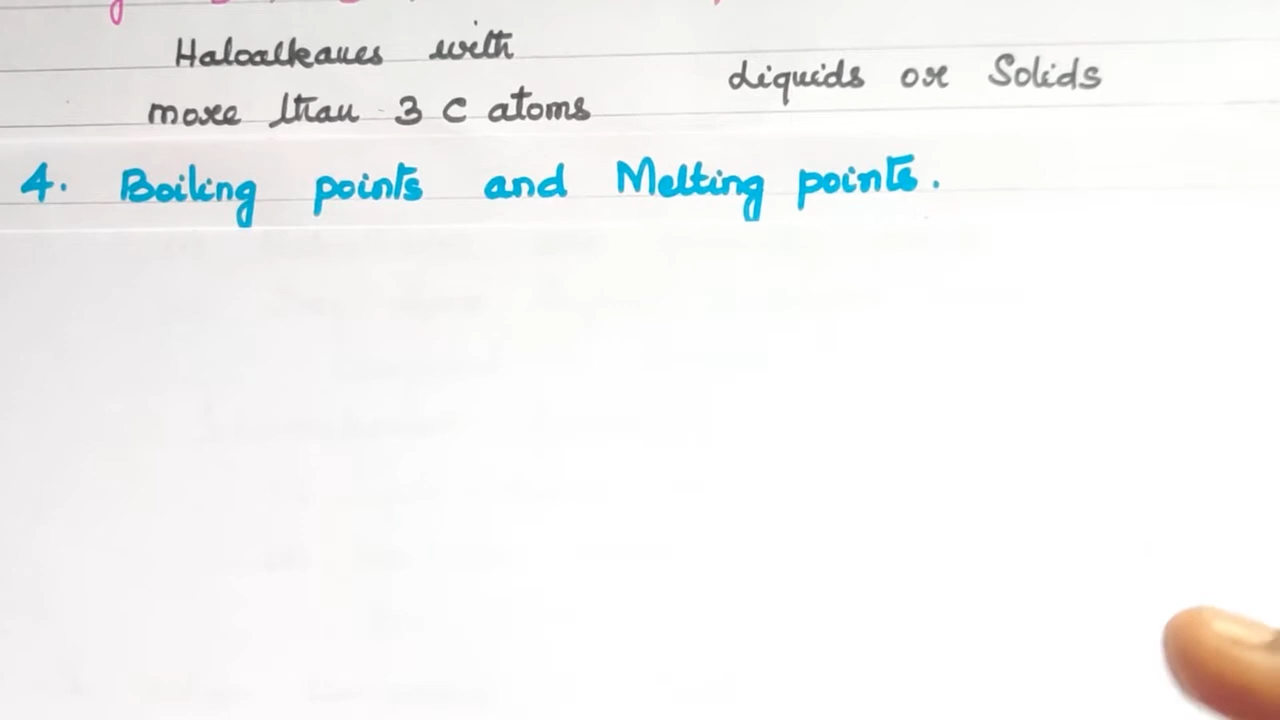 Haloalkanes with
more than 3 C atoms
Liquids or Solids
4. Boiling points and Melting points.